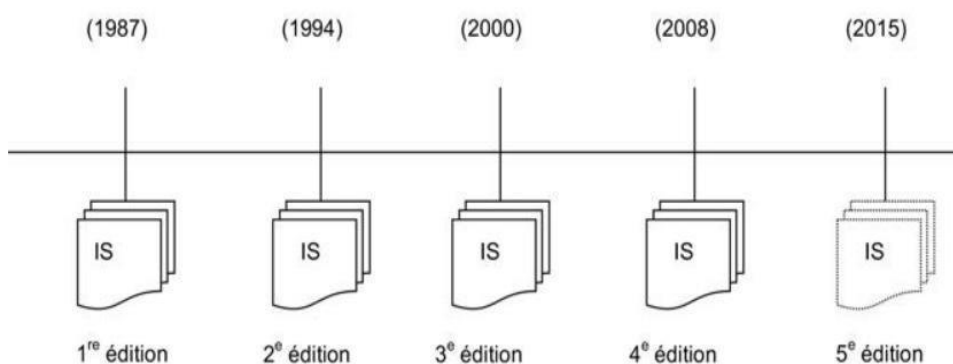 (1987) (1994) (2000) (2008) (2015)
IS IS IS IS IS
1re édition 2e édition 3e édition 4e édition 5e édition